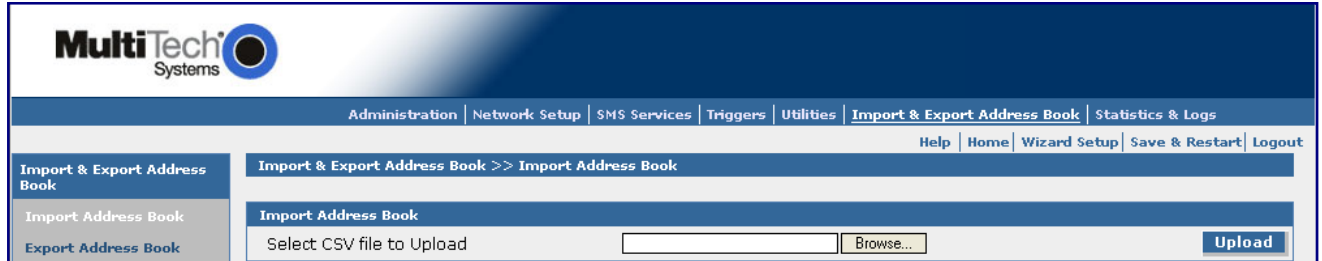 MultiTech
Systems
Administration | Network Setup | SMS Services | Triggers | Utilities | Import & Export Address Book | Statistics & Logs
Help | Home | Wizard Setup | Save & Restart | Logout
Import & Export Address
Book
Import Address Book
Export Address Book
Import & Export Address Book >> Import Address Book
Import Address Book
Select CSV file to Upload Browse... Upload